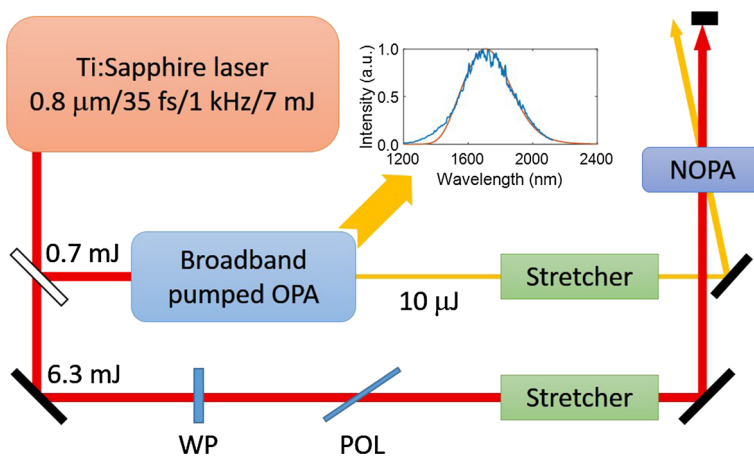 Ti:Sapphire laser
0.8 μm/35 fs/1 kHz/7 mJ
Intensity (a.u.)
1.0
0.5
0.0
1200 1600 2000 2400
Wavelength (nm)
NOPA
0.7 mJ
Broadband
pumped OPA
10 μJ
Stretcher
6.3 mJ
Stretcher
WP
POL